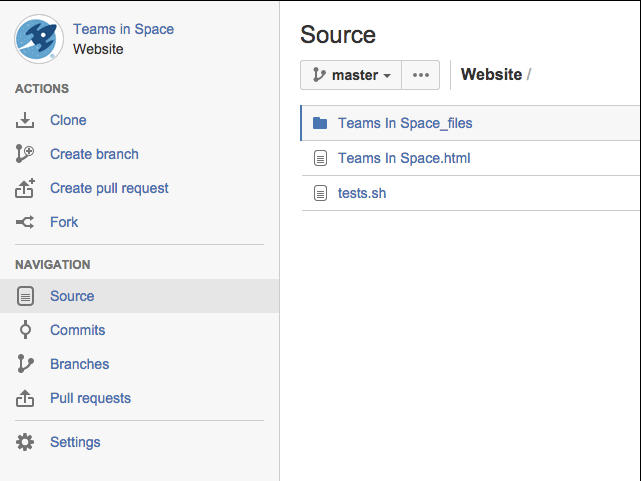 Teams in Space
Website
ACTIONS
Clone
Create branch
Create pull request
Fork
NAVIGATION
Source
Commits
Branches
Pull requests
Settings
Source
master
Website /
Teams In Space_files
Teams In Space.html
tests.sh